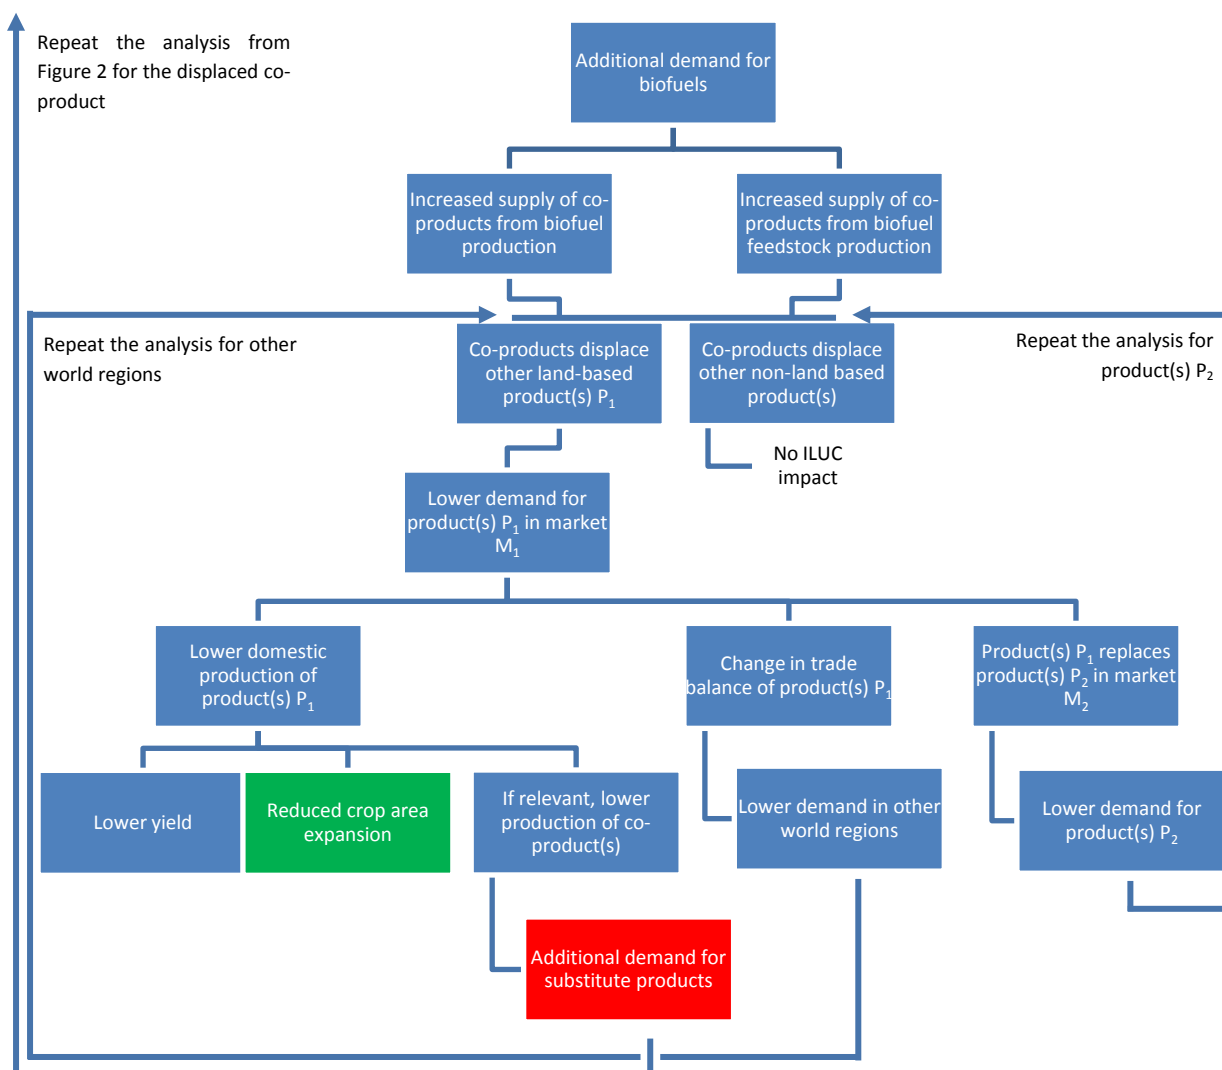 Repeat the analysis from
Figure 2 for the displaced co-
product
Additional demand for
biofuels
Increased supply of co-
products from biofuel
production
Increased supply of co-
products from biofuel
feedstock production
Repeat the analysis for other
world regions
Co-products displace
other land-based
product(s) P₁
Co-products displace
other non-land based
product(s)
Repeat the analysis for
product(s) P₂
No ILUC
impact
Lower demand for
product(s) P₁ in market
M₁
Lower domestic
production of
product(s) P₁
Change in trade
balance of product(s) P₁
Product(s) P₁ replaces
product(s) P₂ in market
M₂
Lower yield
Reduced crop area
expansion
If relevant, lower
production of co-
product(s)
Lower demand in other
world regions
Lower demand for
product(s) P₂
Additional demand for
substitute products